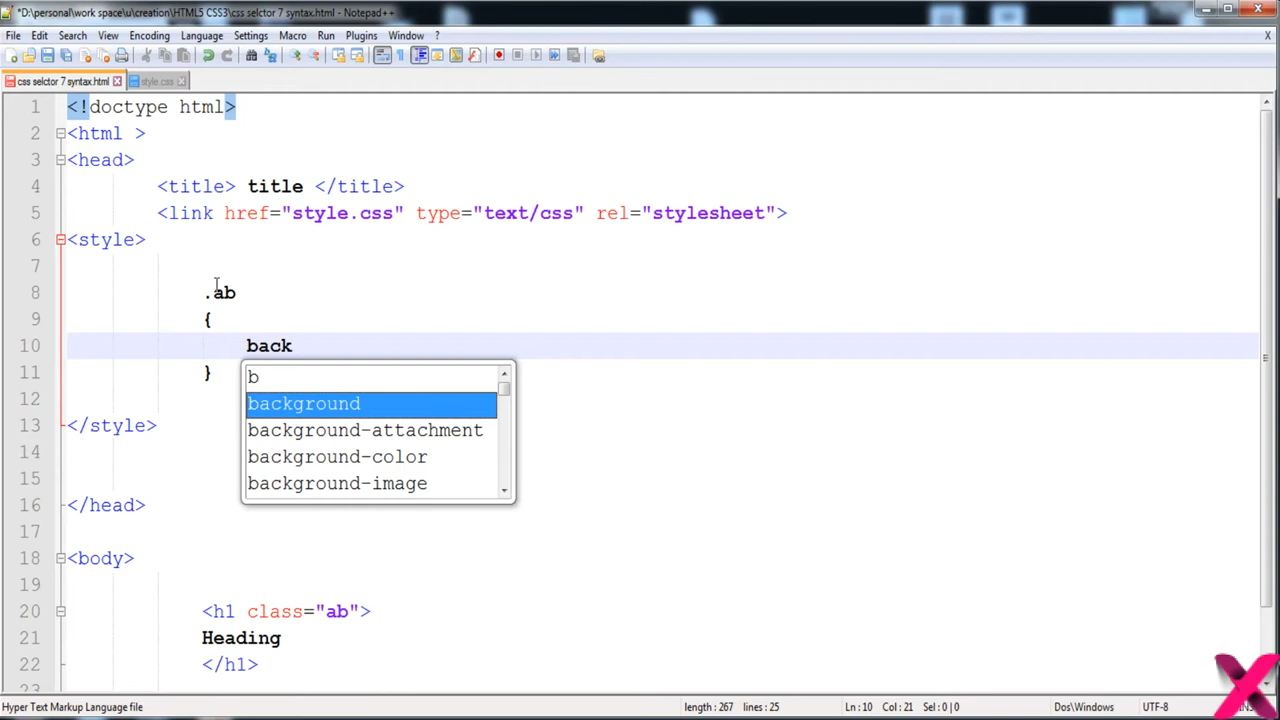 *D:\personal\work space\u\creation\HTML5 CSS3\css selctor 7 syntax.html - Notepad++
File Edit Search View Encoding Language Settings Macro Run Plugins Window ? X
css selctor 7 syntax.html style.css
1 <!doctype html>
2 <html >
3 <head>
4 <title> title </title>
5 <link href="style.css" type="text/css" rel="stylesheet">
6 <style>
7
8 .ab
9 {
10 back
11 }
b
12
background
13 </style>
background-attachment
14
background-color
15
background-image
16 </head>
17
18 <body>
19
20 <h1 class="ab">
21 Heading
22 </h1>
23
Hyper Text Markup Language file length : 267 lines : 25 Ln : 10 Col : 21 Sel : 0 | 0 Dos\Windows UTF-8